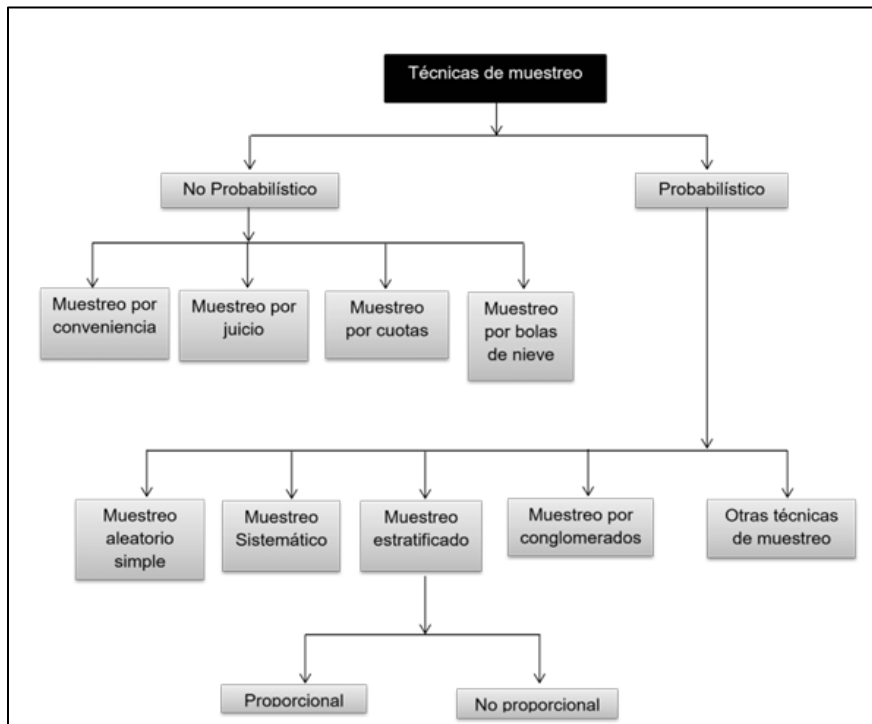 Técnicas de muestreo
No Probabilístico
Probabilístico
Muestreo por
conveniencia
Muestreo por
juicio
Muestreo
por cuotas
Muestreo
por bolas
de nieve
Muestreo
aleatorio
simple
Muestreo
Sistemático
Muestreo
estratificado
Muestreo por
conglomerados
Otras técnicas
de muestreo
Proporcional
No proporcional